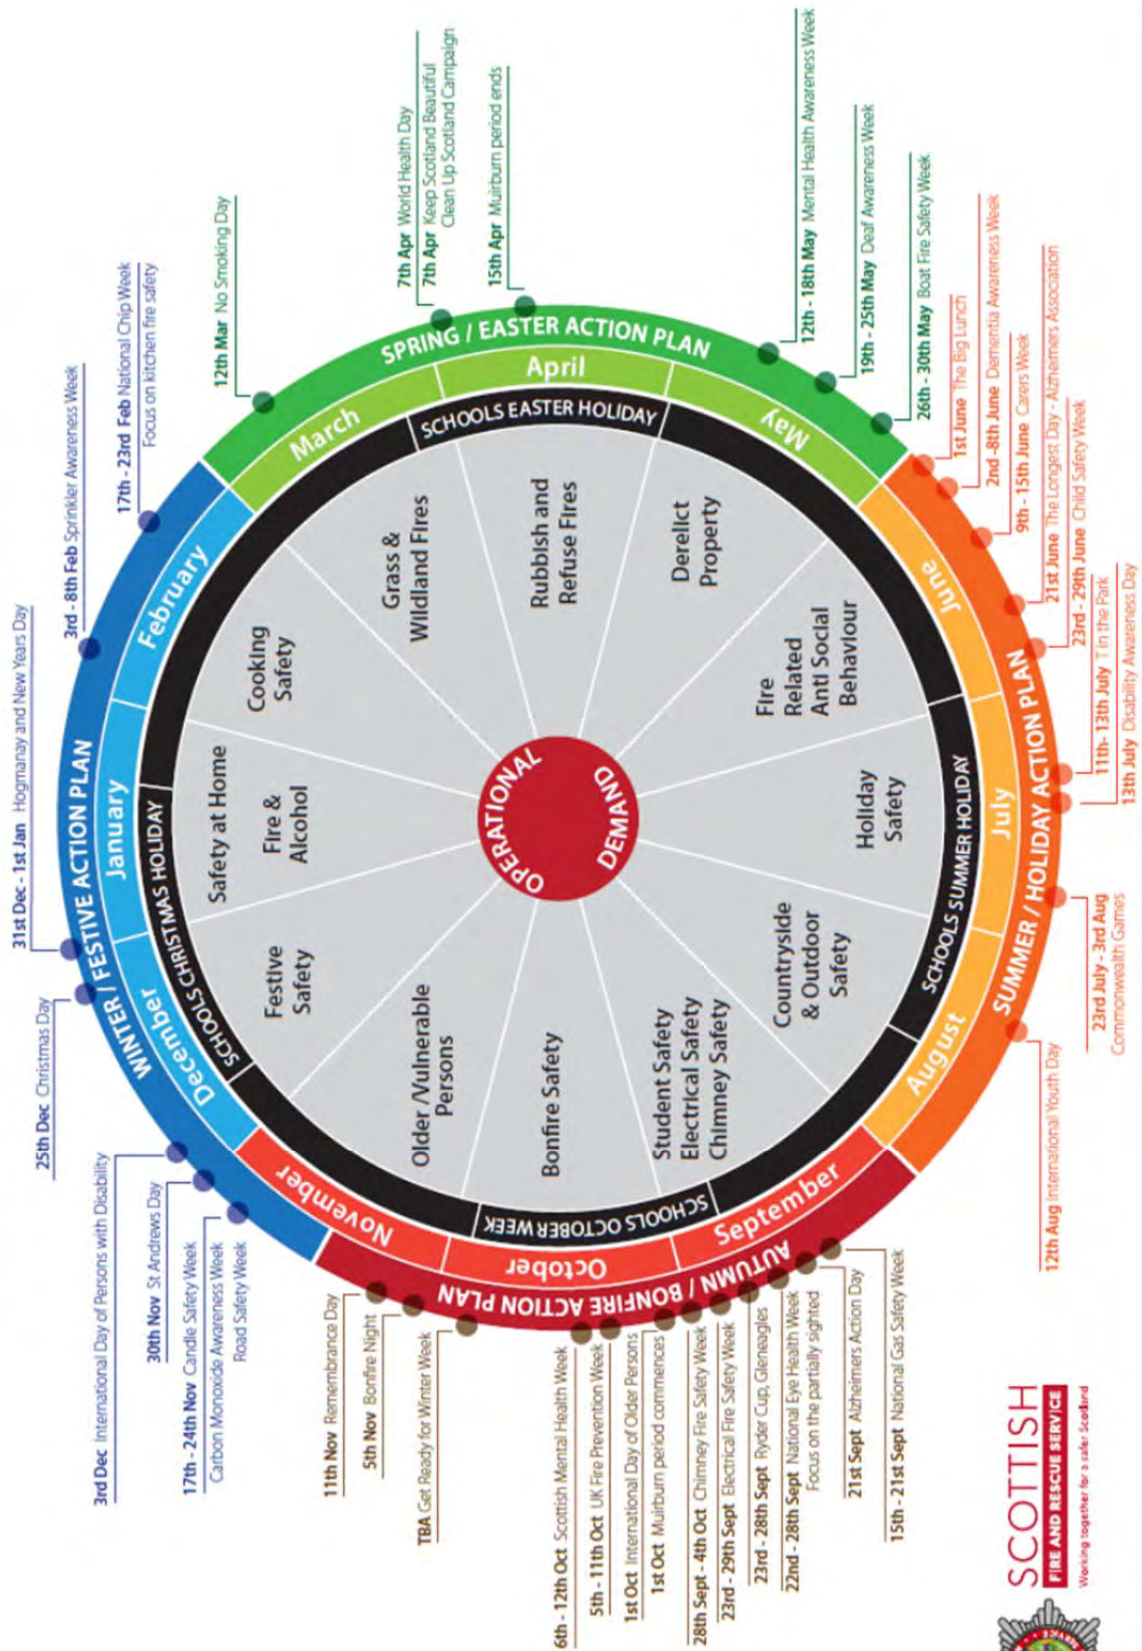 31st Dec - 1st Jan Hogmanay and New Years Day
25th Dec Christmas Day
3rd - 8th Feb Sprinkler Awareness Week
17th - 23rd Feb National Chip Week
Focus on kitchen fire safety
12th Mar No Smoking Day
7th Apr World Health Day
7th Apr Keep Scotland Beautiful
Clean Up Scotland Campaign
15th Apr Muirburn period ends
12th - 18th May Mental Health Awareness Week
19th - 25th May Deaf Awareness Week
26th - 30th May Boat Fire Safety Week
1st June The Big Lunch
2nd -8th June Dementia Awareness Week
9th - 15th June Carers Week
21st June The Longest Day - Alzheimers Association
23rd - 29th June Child Safety Week
11th- 13th July T in the Park
13th July Disability Awareness Day
23rd July - 3rd Aug
Commonwealth Games
12th Aug International Youth Day
15th - 21st Sept National Gas Safety Week
21st Sept Alzheimers Action Day
22nd - 28th Sept National Eye Health Week
Focus on the partially sighted
23rd - 28th Sept Ryder Cup, Gleneagles
23rd - 29th Sept Electrical Fire Safety Week
28th Sept - 4th Oct Chimney Fire Safety Week
1st Oct Muirburn period commences
1st Oct International Day of Older Persons
5th - 11th Oct UK Fire Prevention Week
6th - 12th Oct Scottish Mental Health Week
TBA Get Ready for Winter Week
5th Nov Bonfire Night
11th Nov Remembrance Day
17th - 24th Nov Candle Safety Week
Carbon Monoxide Awareness Week
Road Safety Week
30th Nov St Andrews Day
3rd Dec International Day of Persons with Disability
WINTER / FESTIVE ACTION PLAN
SPRING / EASTER ACTION PLAN
SUMMER / HOLIDAY ACTION PLAN
AUTUMN / BONFIRE ACTION PLAN
January
February
March
April
May
June
July
August
September
October
November
December
SCHOOLS CHRISTMAS HOLIDAY
SCHOOLS EASTER HOLIDAY
SCHOOLS SUMMER HOLIDAY
SCHOOLS OCTOBER WEEK
Safety at Home
Fire &
Alcohol
Cooking
Safety
Grass &
Wildland Fires
Rubbish and
Refuse Fires
Derelict
Property
Fire
Related
Anti Social
Behaviour
Holiday
Safety
Countryside
& Outdoor
Safety
Student Safety
Electrical Safety
Chimney Safety
Bonfire Safety
Older /Vulnerable
Persons
Festive
Safety
OPERATIONAL
DEMAND
SCOTTISH
FIRE AND RESCUE SERVICE
Working together for a safer Scotland